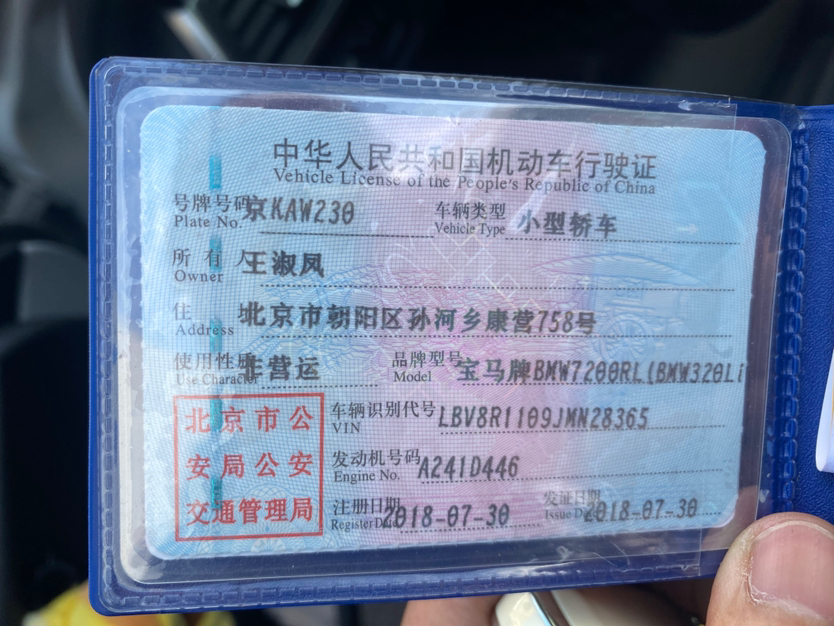 中华人民共和国机动车行驶证
Vehicle License of the People's Republic of China
号牌号码 京KAW230 车辆类型 小型轿车
Plate No. Vehicle Type
所有人 王淑凤
Owner
住址 北京市朝阳区孙河乡康营758号
Address
使用性质 非营运 品牌型号 宝马牌BMW7200RL(BMW320Li
Use Character Model
北京市公
安局公安
交通管理局
车辆识别代号 LBV8R1109JMN28365
VIN
发动机号码 A241D446
Engine No.
注册日期 2018-07-30 发证日期 2018-07-30
Register Date Issue Date